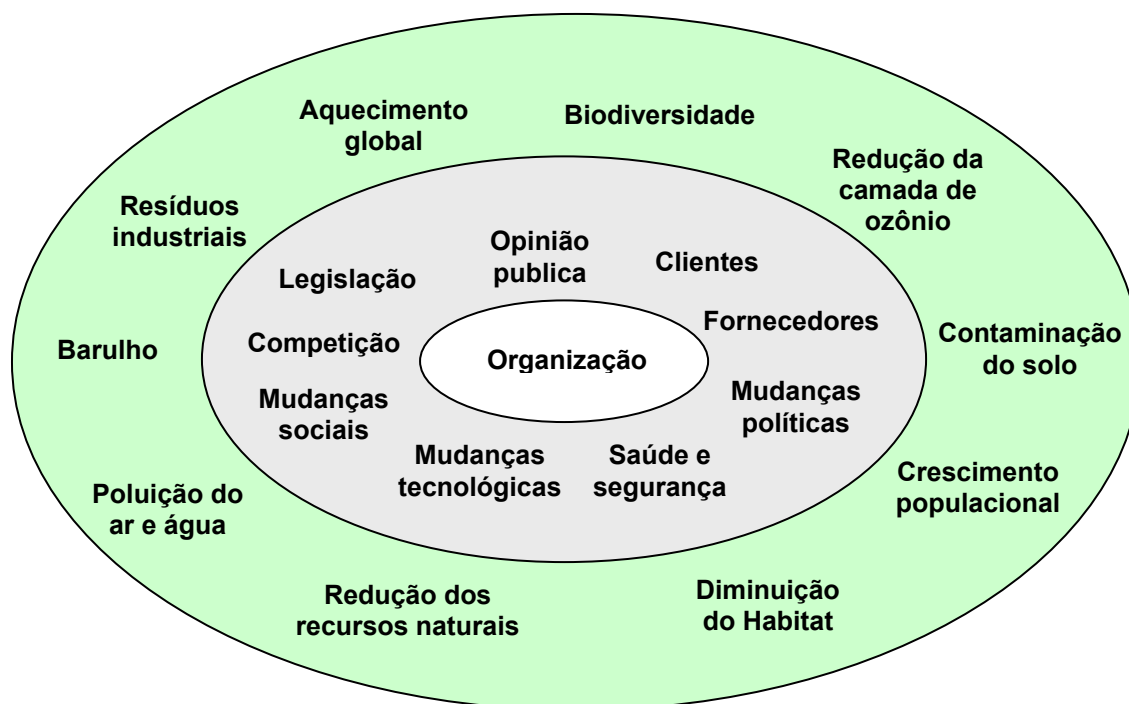 Aquecimento
global
Biodiversidade
Redução da
camada de
ozônio
Resíduos
industriais
Opinião
publica
Clientes
Legislação
Fornecedores
Competição
Organização
Barulho
Contaminação
do solo
Mudanças
sociais
Mudanças
políticas
Mudanças
tecnológicas
Saúde e
segurança
Crescimento
populacional
Poluição do
ar e água
Redução dos
recursos naturais
Diminuição
do Habitat